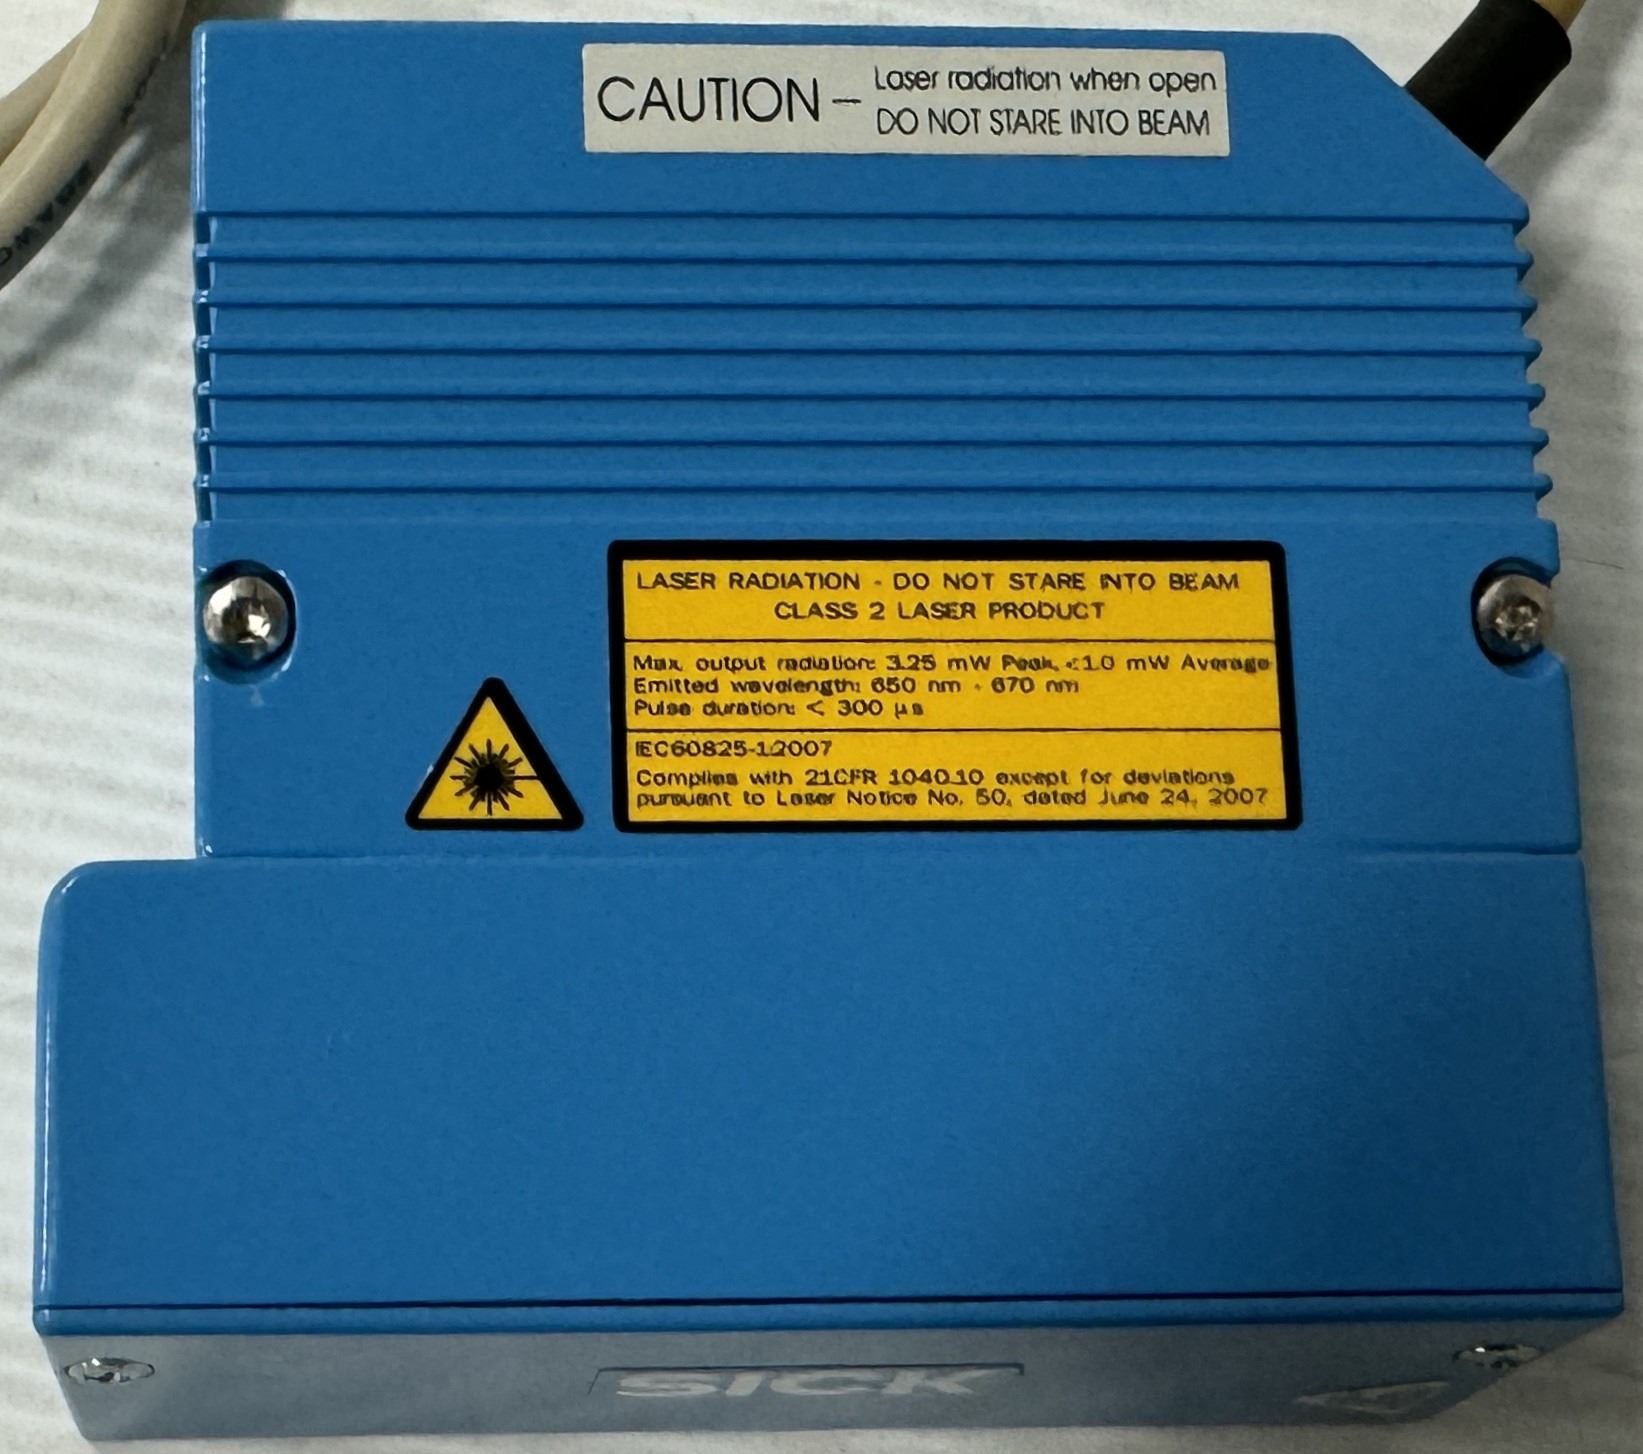 CAUTION – Laser radiation when open
DO NOT STARE INTO BEAM
LASER RADIATION - DO NOT STARE INTO BEAM
CLASS 2 LASER PRODUCT
Max. output radiation: 3.25 mW Peak, <1.0 mW Average
Emitted wavelength: 650 nm - 670 nm
Pulse duration: < 300 µs
IEC60825-1:2007
Complies with 21CFR 1040.10 except for deviations
pursuant to Laser Notice No. 50, dated June 24, 2007
SICK